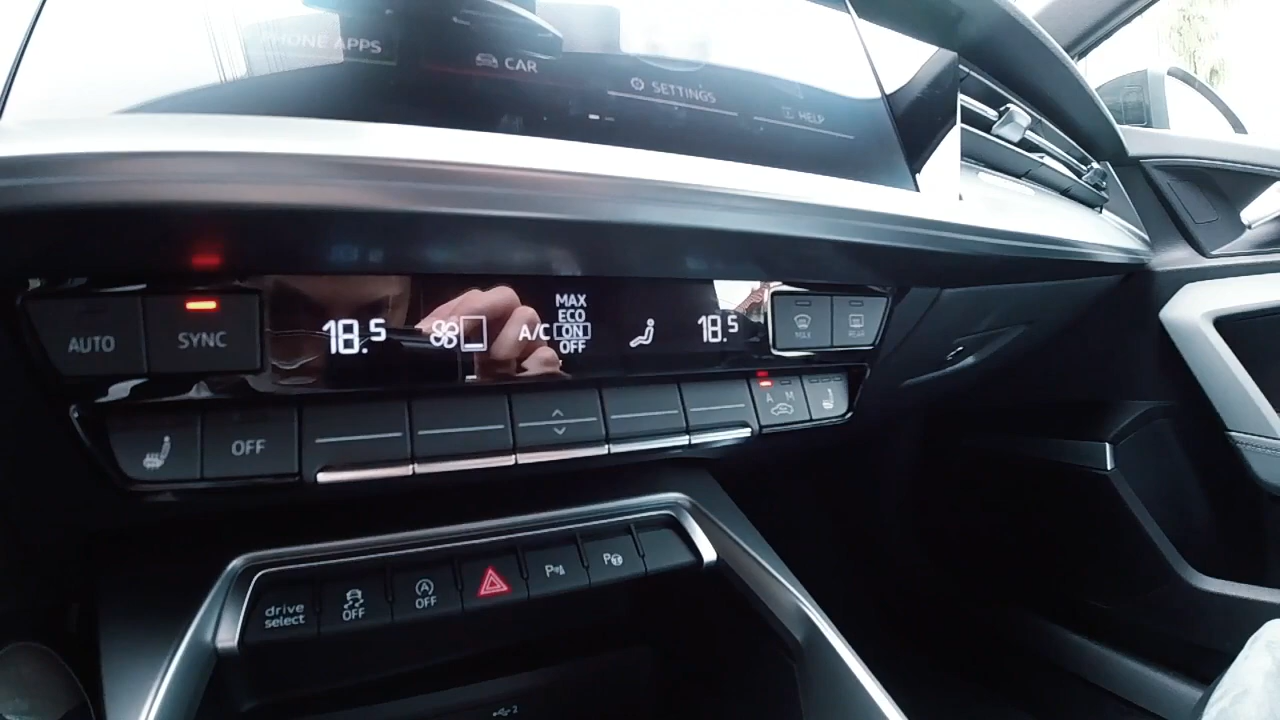 PHONE APPS
CAR
SETTINGS
HELP
AUTO
SYNC
18.5
A/C
MAX
ECO
ON
OFF
18.5
MAX
REAR
OFF
A M
drive
select
OFF
A
OFF
P
P
2